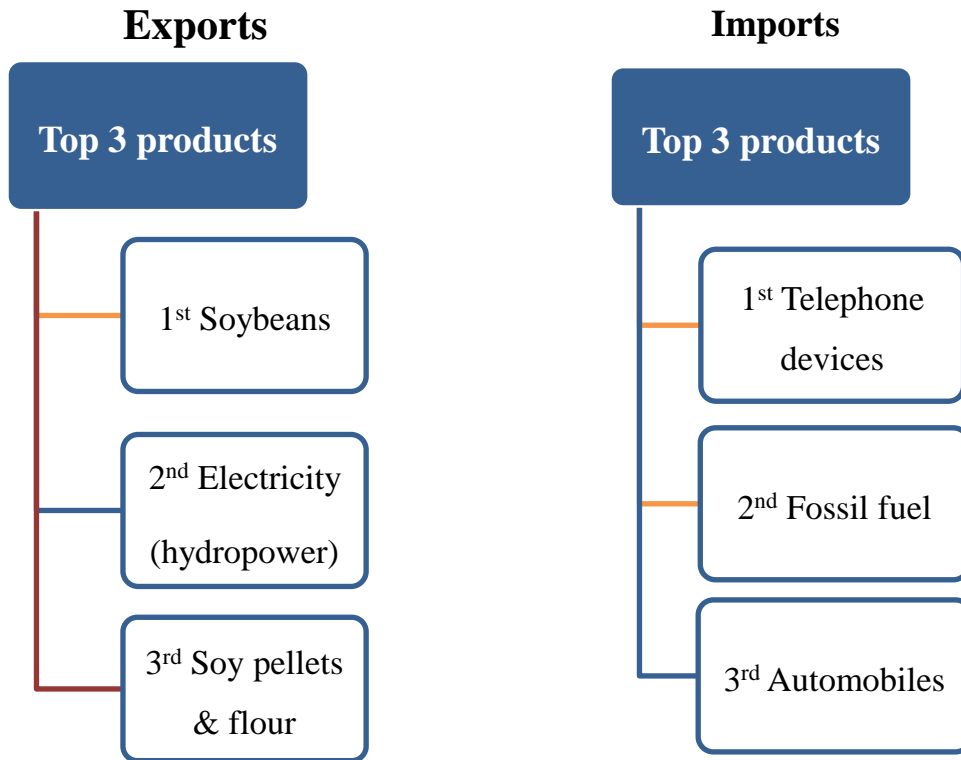 Exports
Top 3 products
1st Soybeans
2nd Electricity
(hydropower)
3rd Soy pellets
& flour
Imports
Top 3 products
1st Telephone
devices
2nd Fossil fuel
3rd Automobiles